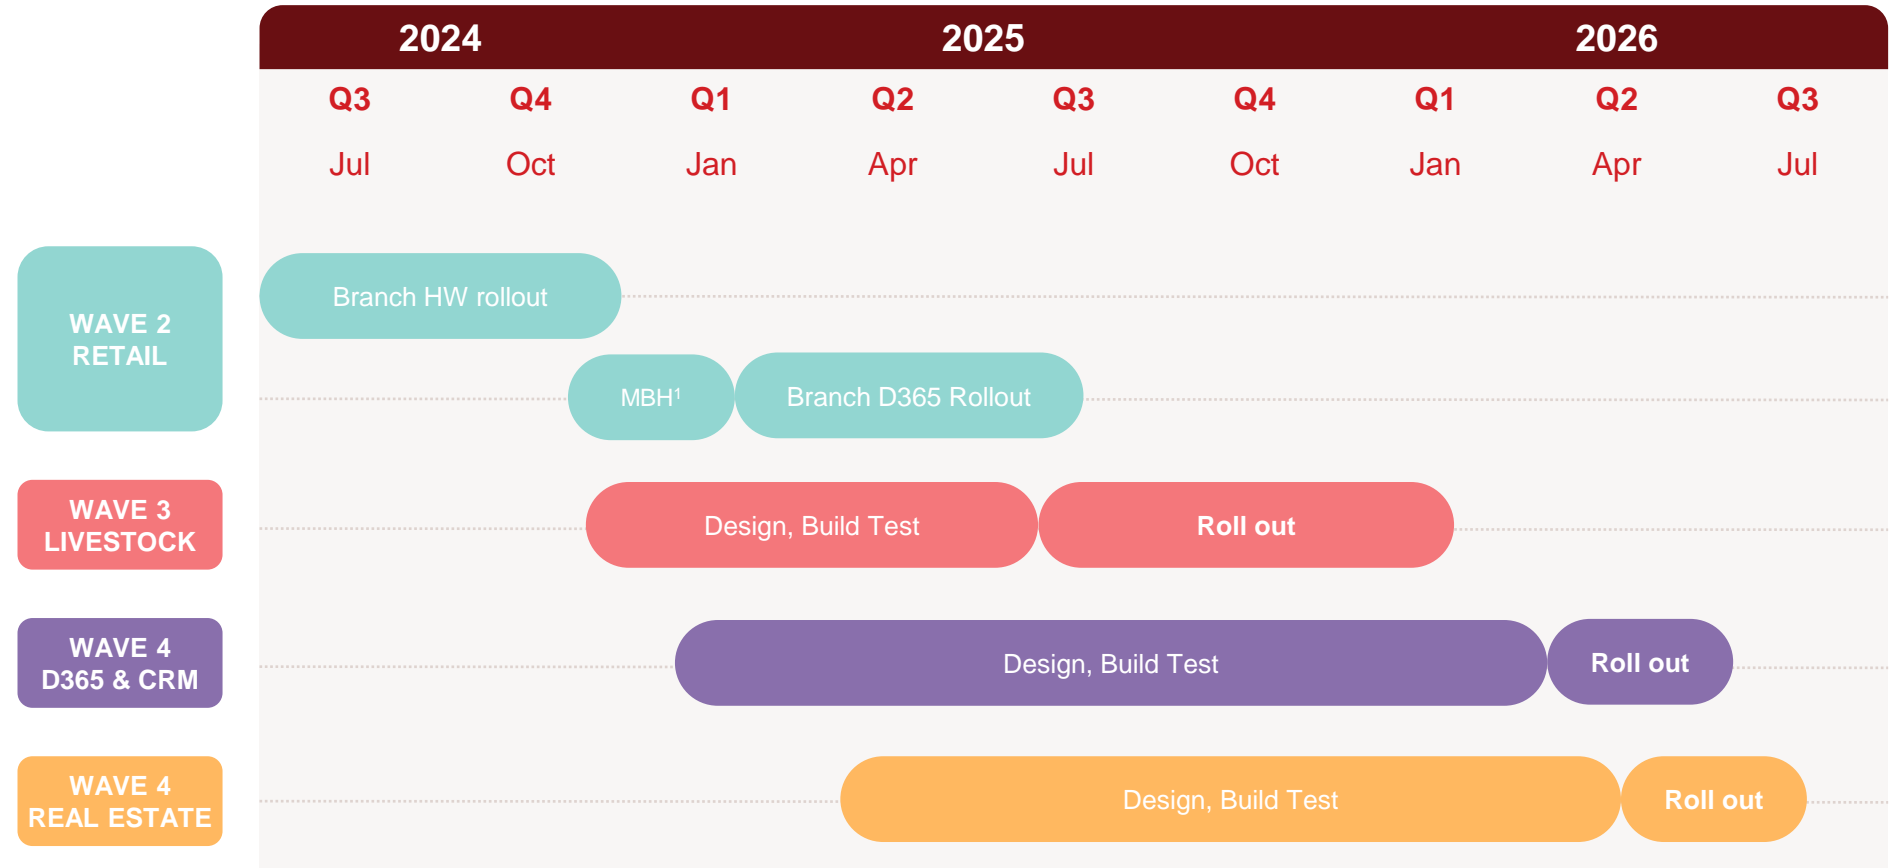 2024 2025 2026
Q3 Q4 Q1 Q2 Q3 Q4 Q1 Q2 Q3
Jul Oct Jan Apr Jul Oct Jan Apr Jul
WAVE 2
RETAIL
Branch HW rollout
MBH¹ Branch D365 Rollout
WAVE 3
LIVESTOCK
Design, Build Test Roll out
WAVE 4
D365 & CRM
Design, Build Test Roll out
WAVE 4
REAL ESTATE
Design, Build Test Roll out